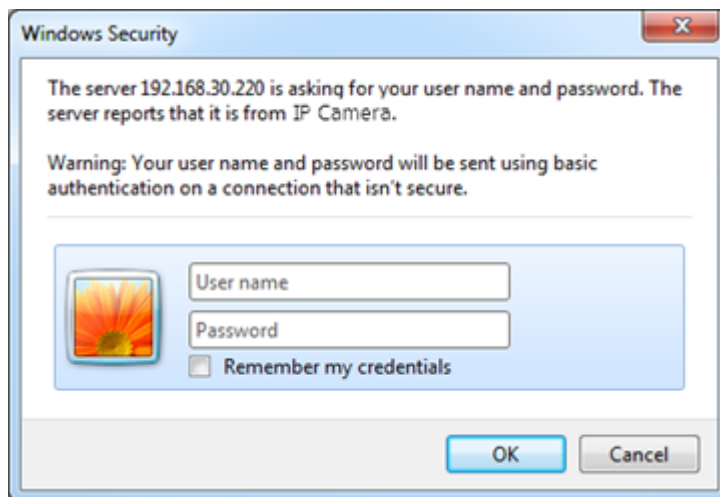 Windows Security
The server 192.168.30.220 is asking for your user name and password. The
server reports that it is from IP Camera.
Warning: Your user name and password will be sent using basic
authentication on a connection that isn't secure.
User name
Password
Remember my credentials
OK
Cancel